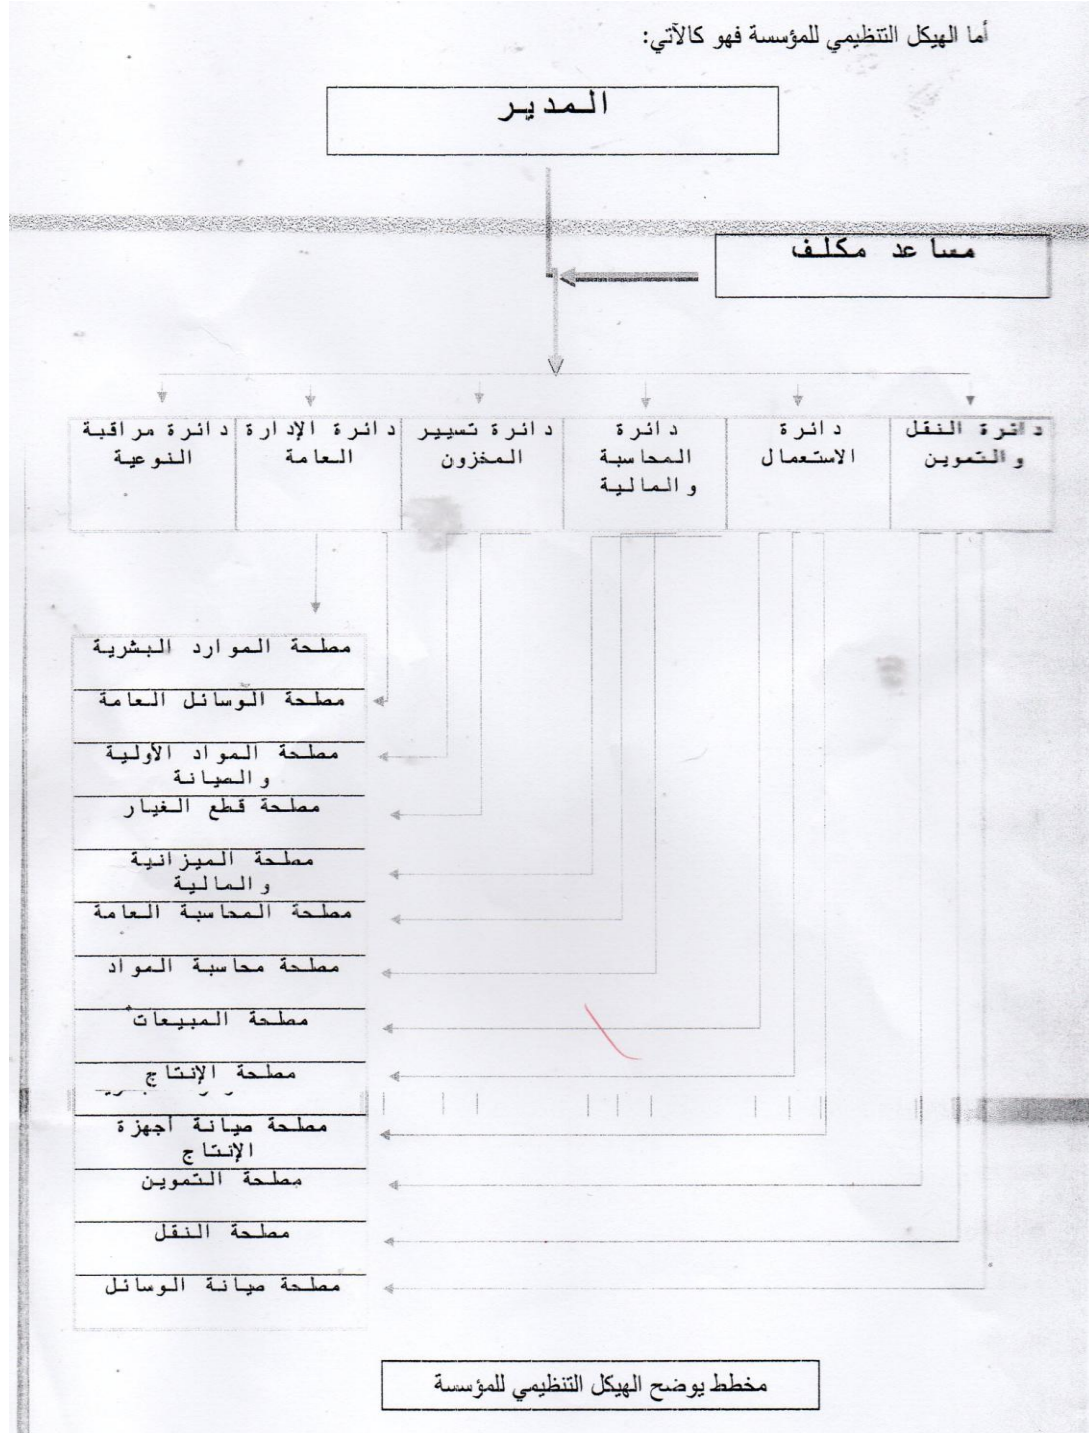 أما الهيكل التنظيمي للمؤسسة فهو كالآتي:
المدير
مساعد مكلف
دائرة النقل
والتموين
دائرة
الاستعمال
دائرة
المحاسبة
والمالية
دائرة تسيير
المخزون
دائرة الإدارة
العامة
دائرة مراقبة
النوعية
مصلحة الموارد البشرية
مصلحة الوسائل العامة
مصلحة المواد الأولية
والصيانة
مصلحة قطع الغيار
مصلحة الميزانية
والمالية
مصلحة المحاسبة العامة
مصلحة محاسبة المواد
مصلحة المبيعات
مصلحة الإنتاج
مصلحة صيانة أجهزة
الإنتاج
مصلحة التموين
مصلحة النقل
مصلحة صيانة الوسائل
مخطط يوضح الهيكل التنظيمي للمؤسسة